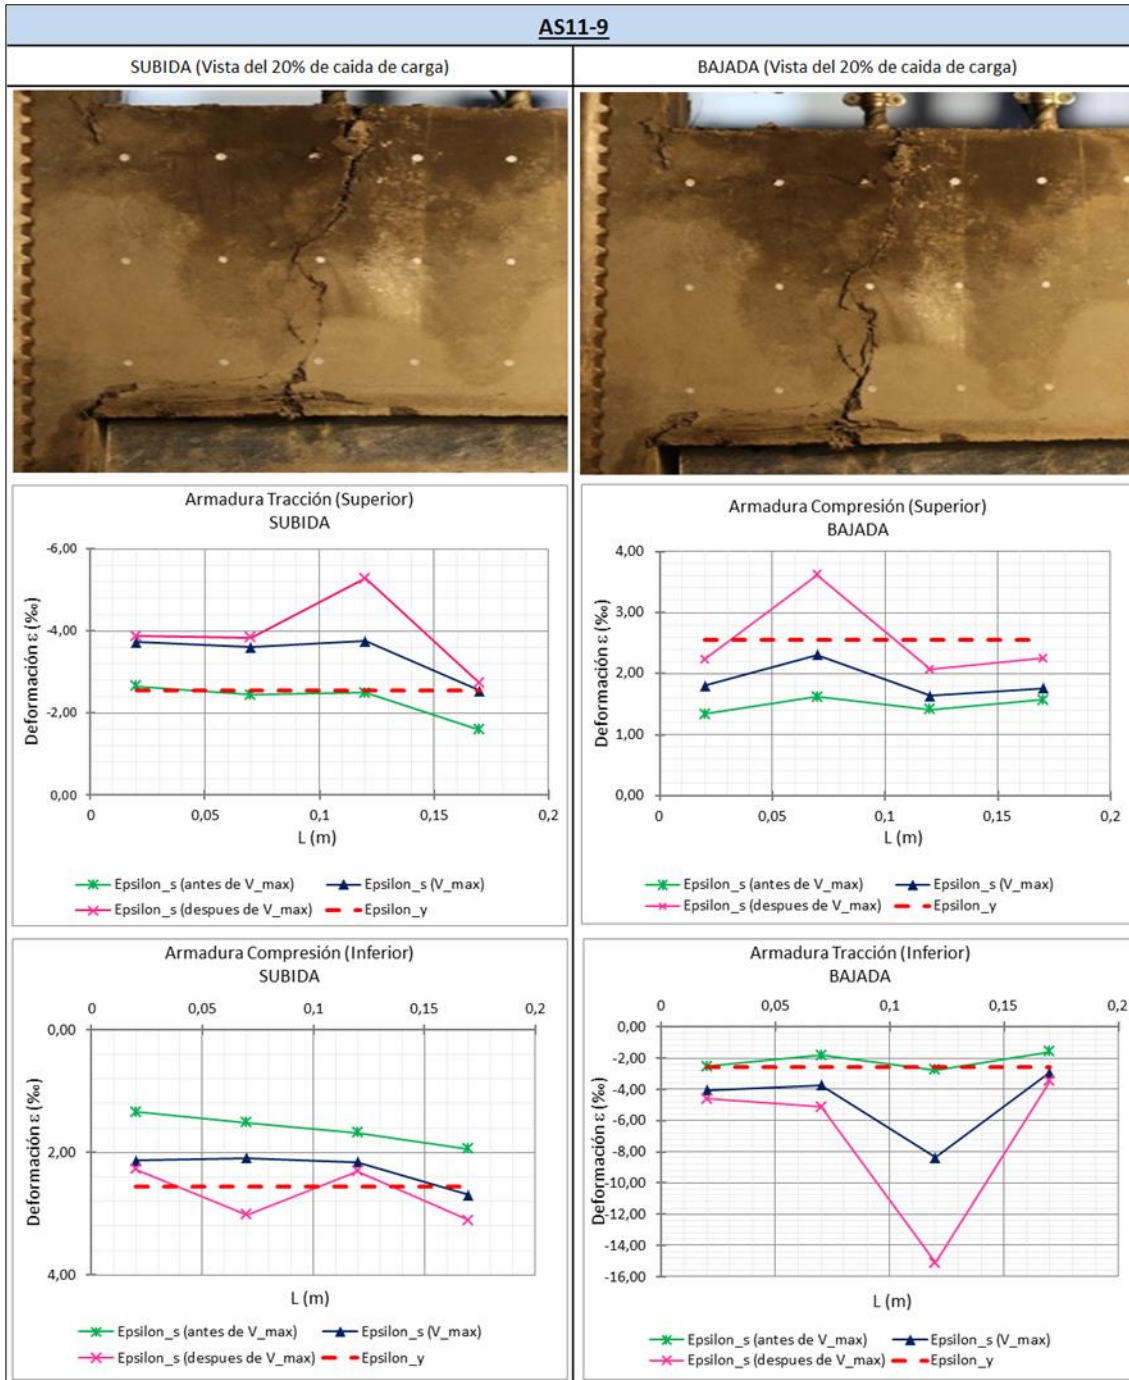 AS11-9
SUBIDA (Vista del 20% de caida de carga)
BAJADA (Vista del 20% de caida de carga)
Armadura Tracción (Superior)
SUBIDA
-6,00
-4,00
-2,00
0,00
0 0,05 0,1 0,15 0,2
Deformación ε (‰)
L (m)
Epsilon_s (antes de V_max) Epsilon_s (V_max)
Epsilon_s (despues de V_max) Epsilon_y
Armadura Compresión (Superior)
BAJADA
4,00
3,00
2,00
1,00
0,00
0 0,05 0,1 0,15 0,2
Deformación ε (‰)
L (m)
Epsilon_s (antes de V_max) Epsilon_s (V_max)
Epsilon_s (despues de V_max) Epsilon_y
Armadura Compresión (Inferior)
SUBIDA
0 0,05 0,1 0,15 0,2
0,00
2,00
4,00
Deformación ε (‰)
L (m)
Epsilon_s (antes de V_max) Epsilon_s (V_max)
Epsilon_s (despues de V_max) Epsilon_y
Armadura Tracción (Inferior)
BAJADA
0 0,05 0,1 0,15 0,2
0,00
-2,00
-4,00
-6,00
-8,00
-10,00
-12,00
-14,00
-16,00
Deformación ε (‰)
L (m)
Epsilon_s (antes de V_max) Epsilon_s (V_max)
Epsilon_s (despues de V_max) Epsilon_y